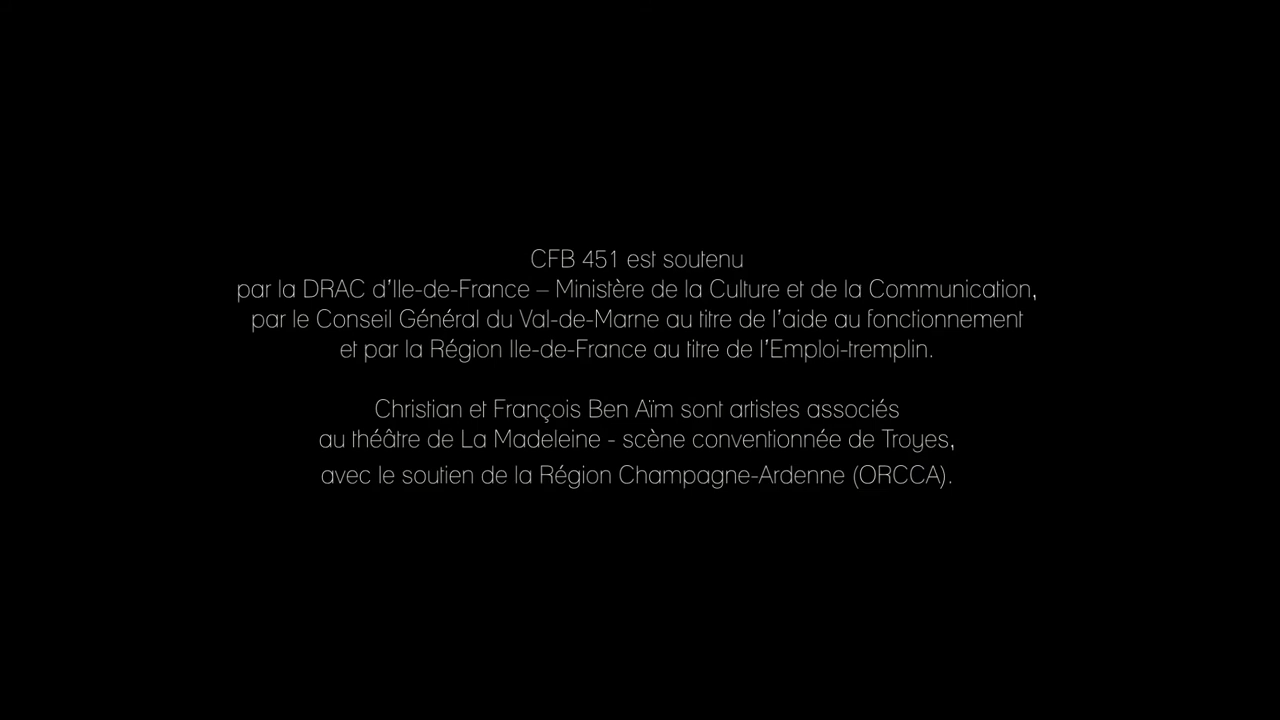 CFB 451 est soutenu
par la DRAC d'Ile-de-France – Ministère de la Culture et de la Communication,
par le Conseil Général du Val-de-Marne au titre de l'aide au fonctionnement
et par la Région Ile-de-France au titre de l'Emploi-tremplin.
Christian et François Ben Aïm sont artistes associés
au théâtre de La Madeleine - scène conventionnée de Troyes,
avec le soutien de la Région Champagne-Ardenne (ORCCA).